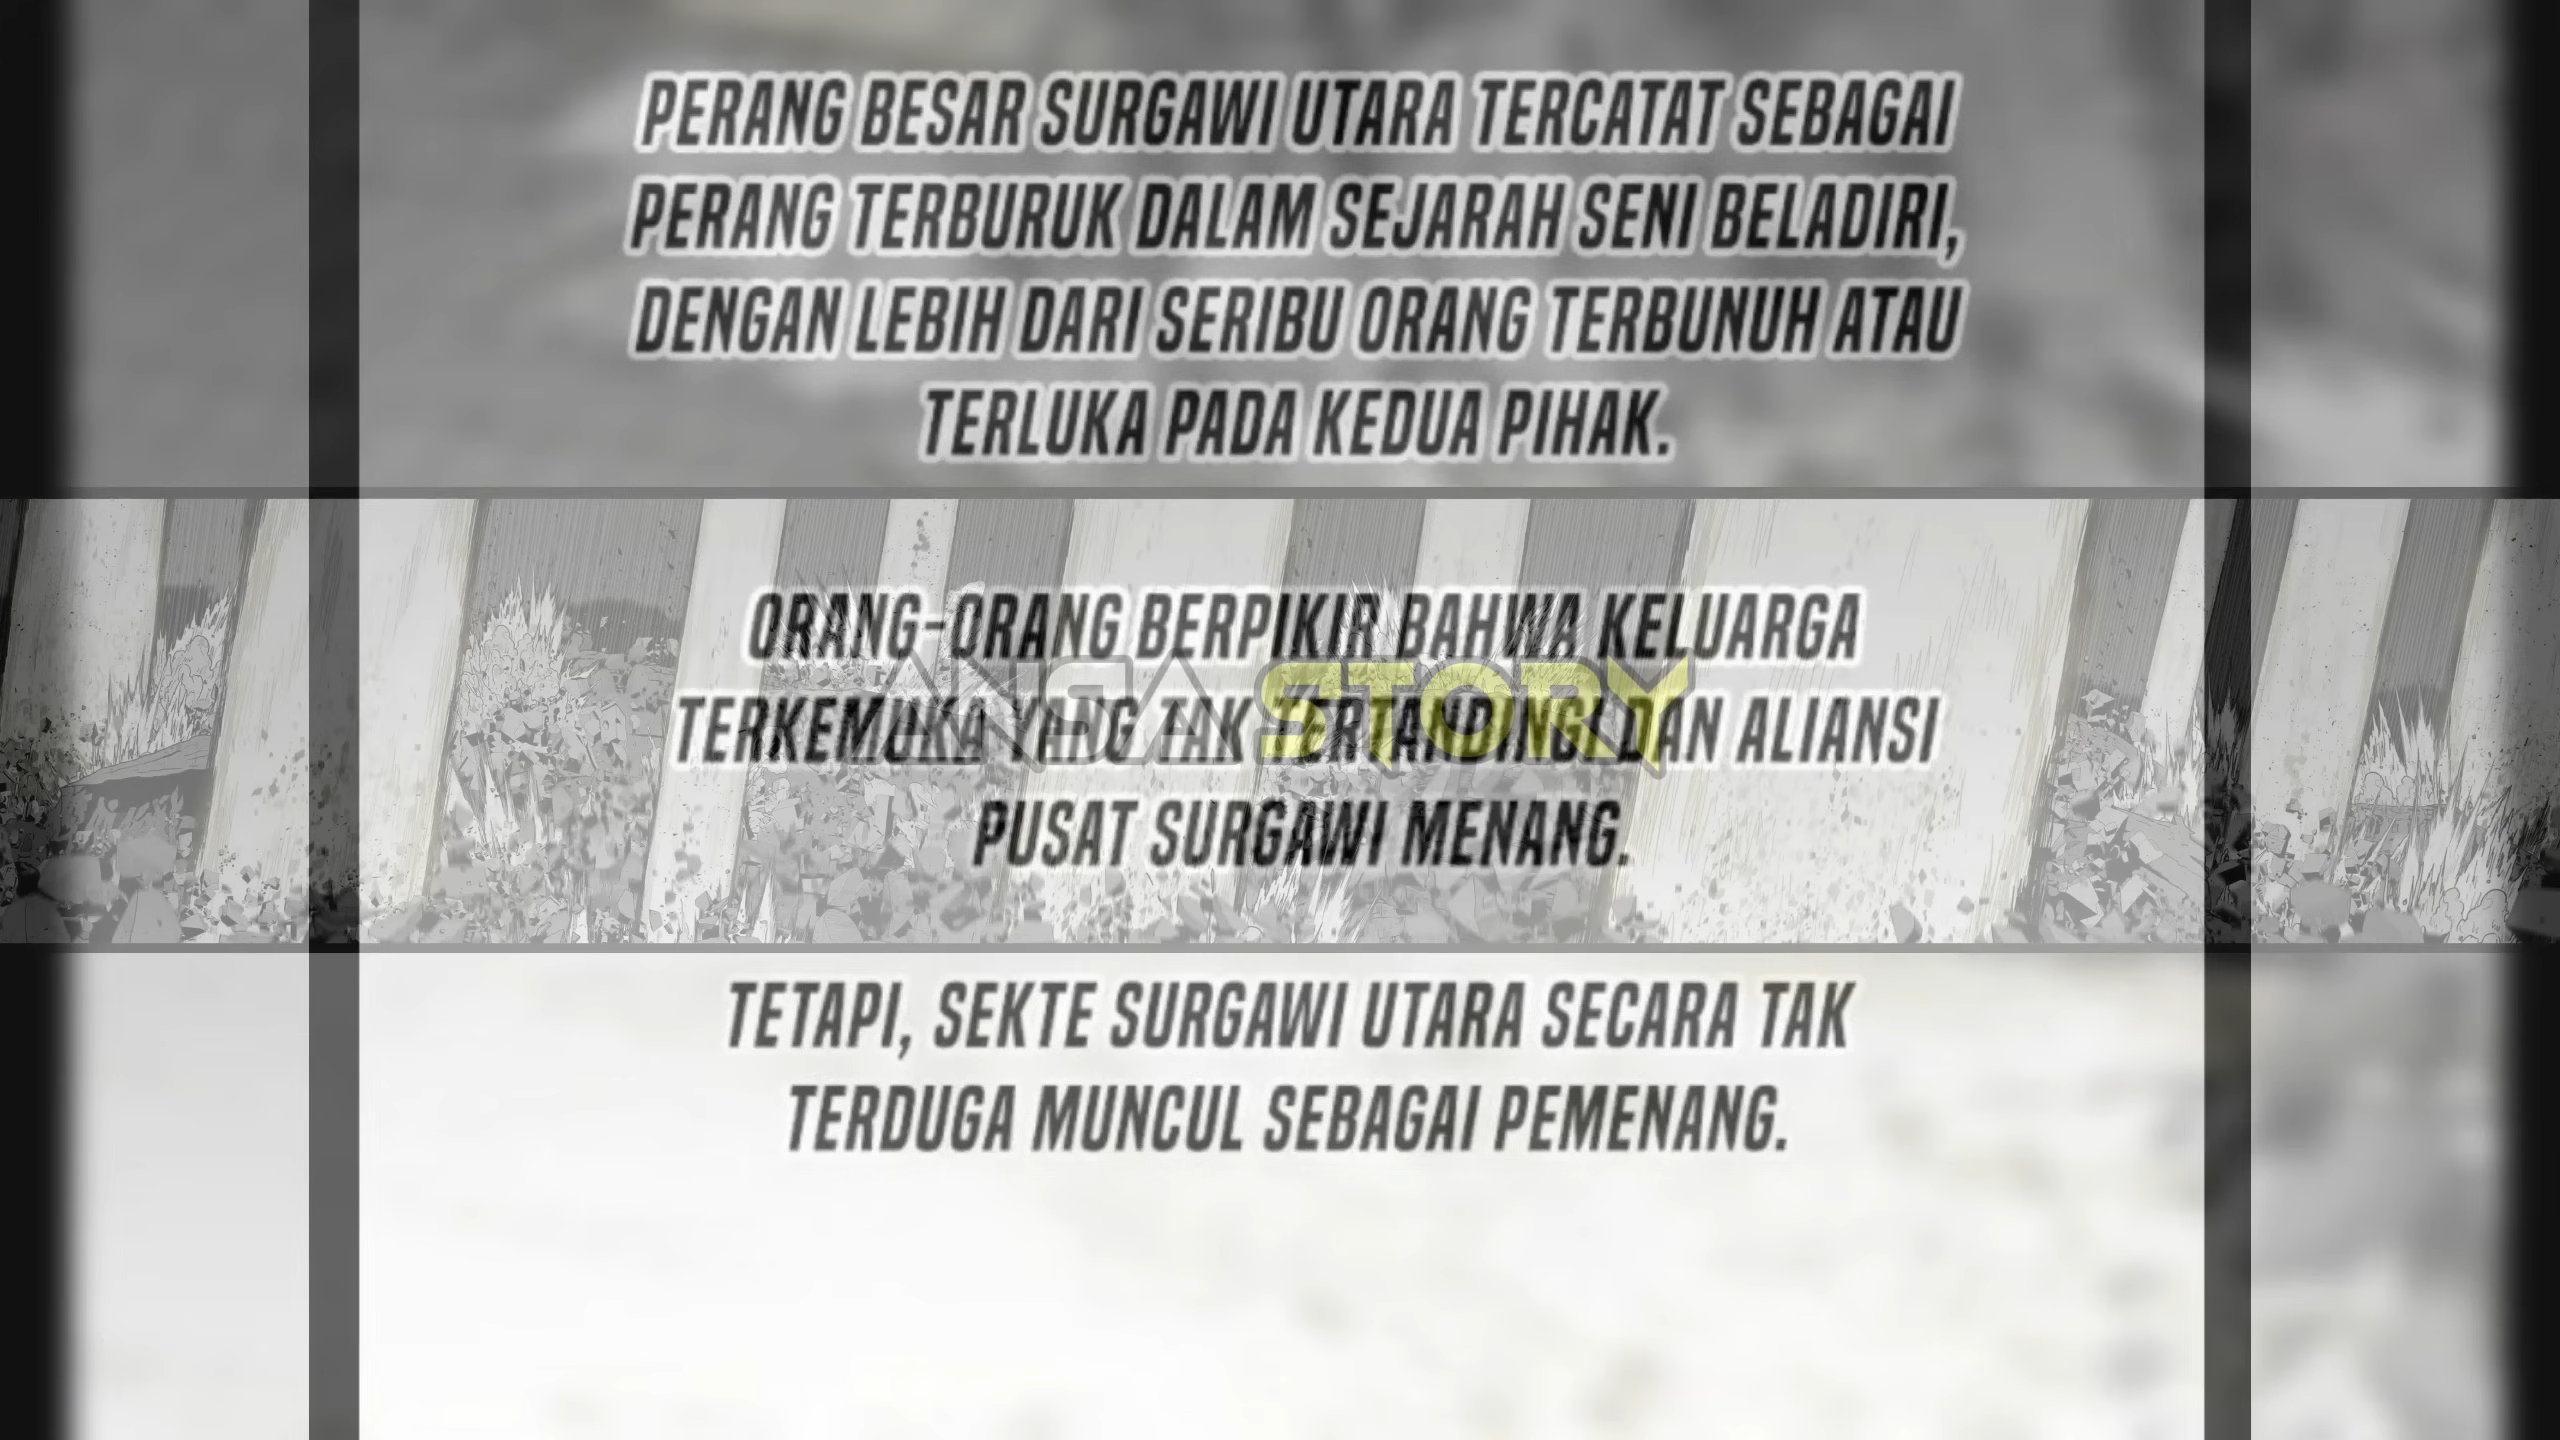 PERANG BESAR SURGAWI UTARA TERCATAT SEBAGAI
PERANG TERBURUK DALAM SEJARAH SENI BELADIRI,
DENGAN LEBIH DARI SERIBU ORANG TERBUNUH ATAU
TERLUKA PADA KEDUA PIHAK.
ORANG-ORANG BERPIKIR BAHWA KELUARGA
TERKEMUKA YANG TAK TERTANDINGI DAN ALIANSI
ANGA STORY
PUSAT SURGAWI MENANG.
TETAPI, SEKTE SURGAWI UTARA SECARA TAK
TERDUGA MUNCUL SEBAGAI PEMENANG.